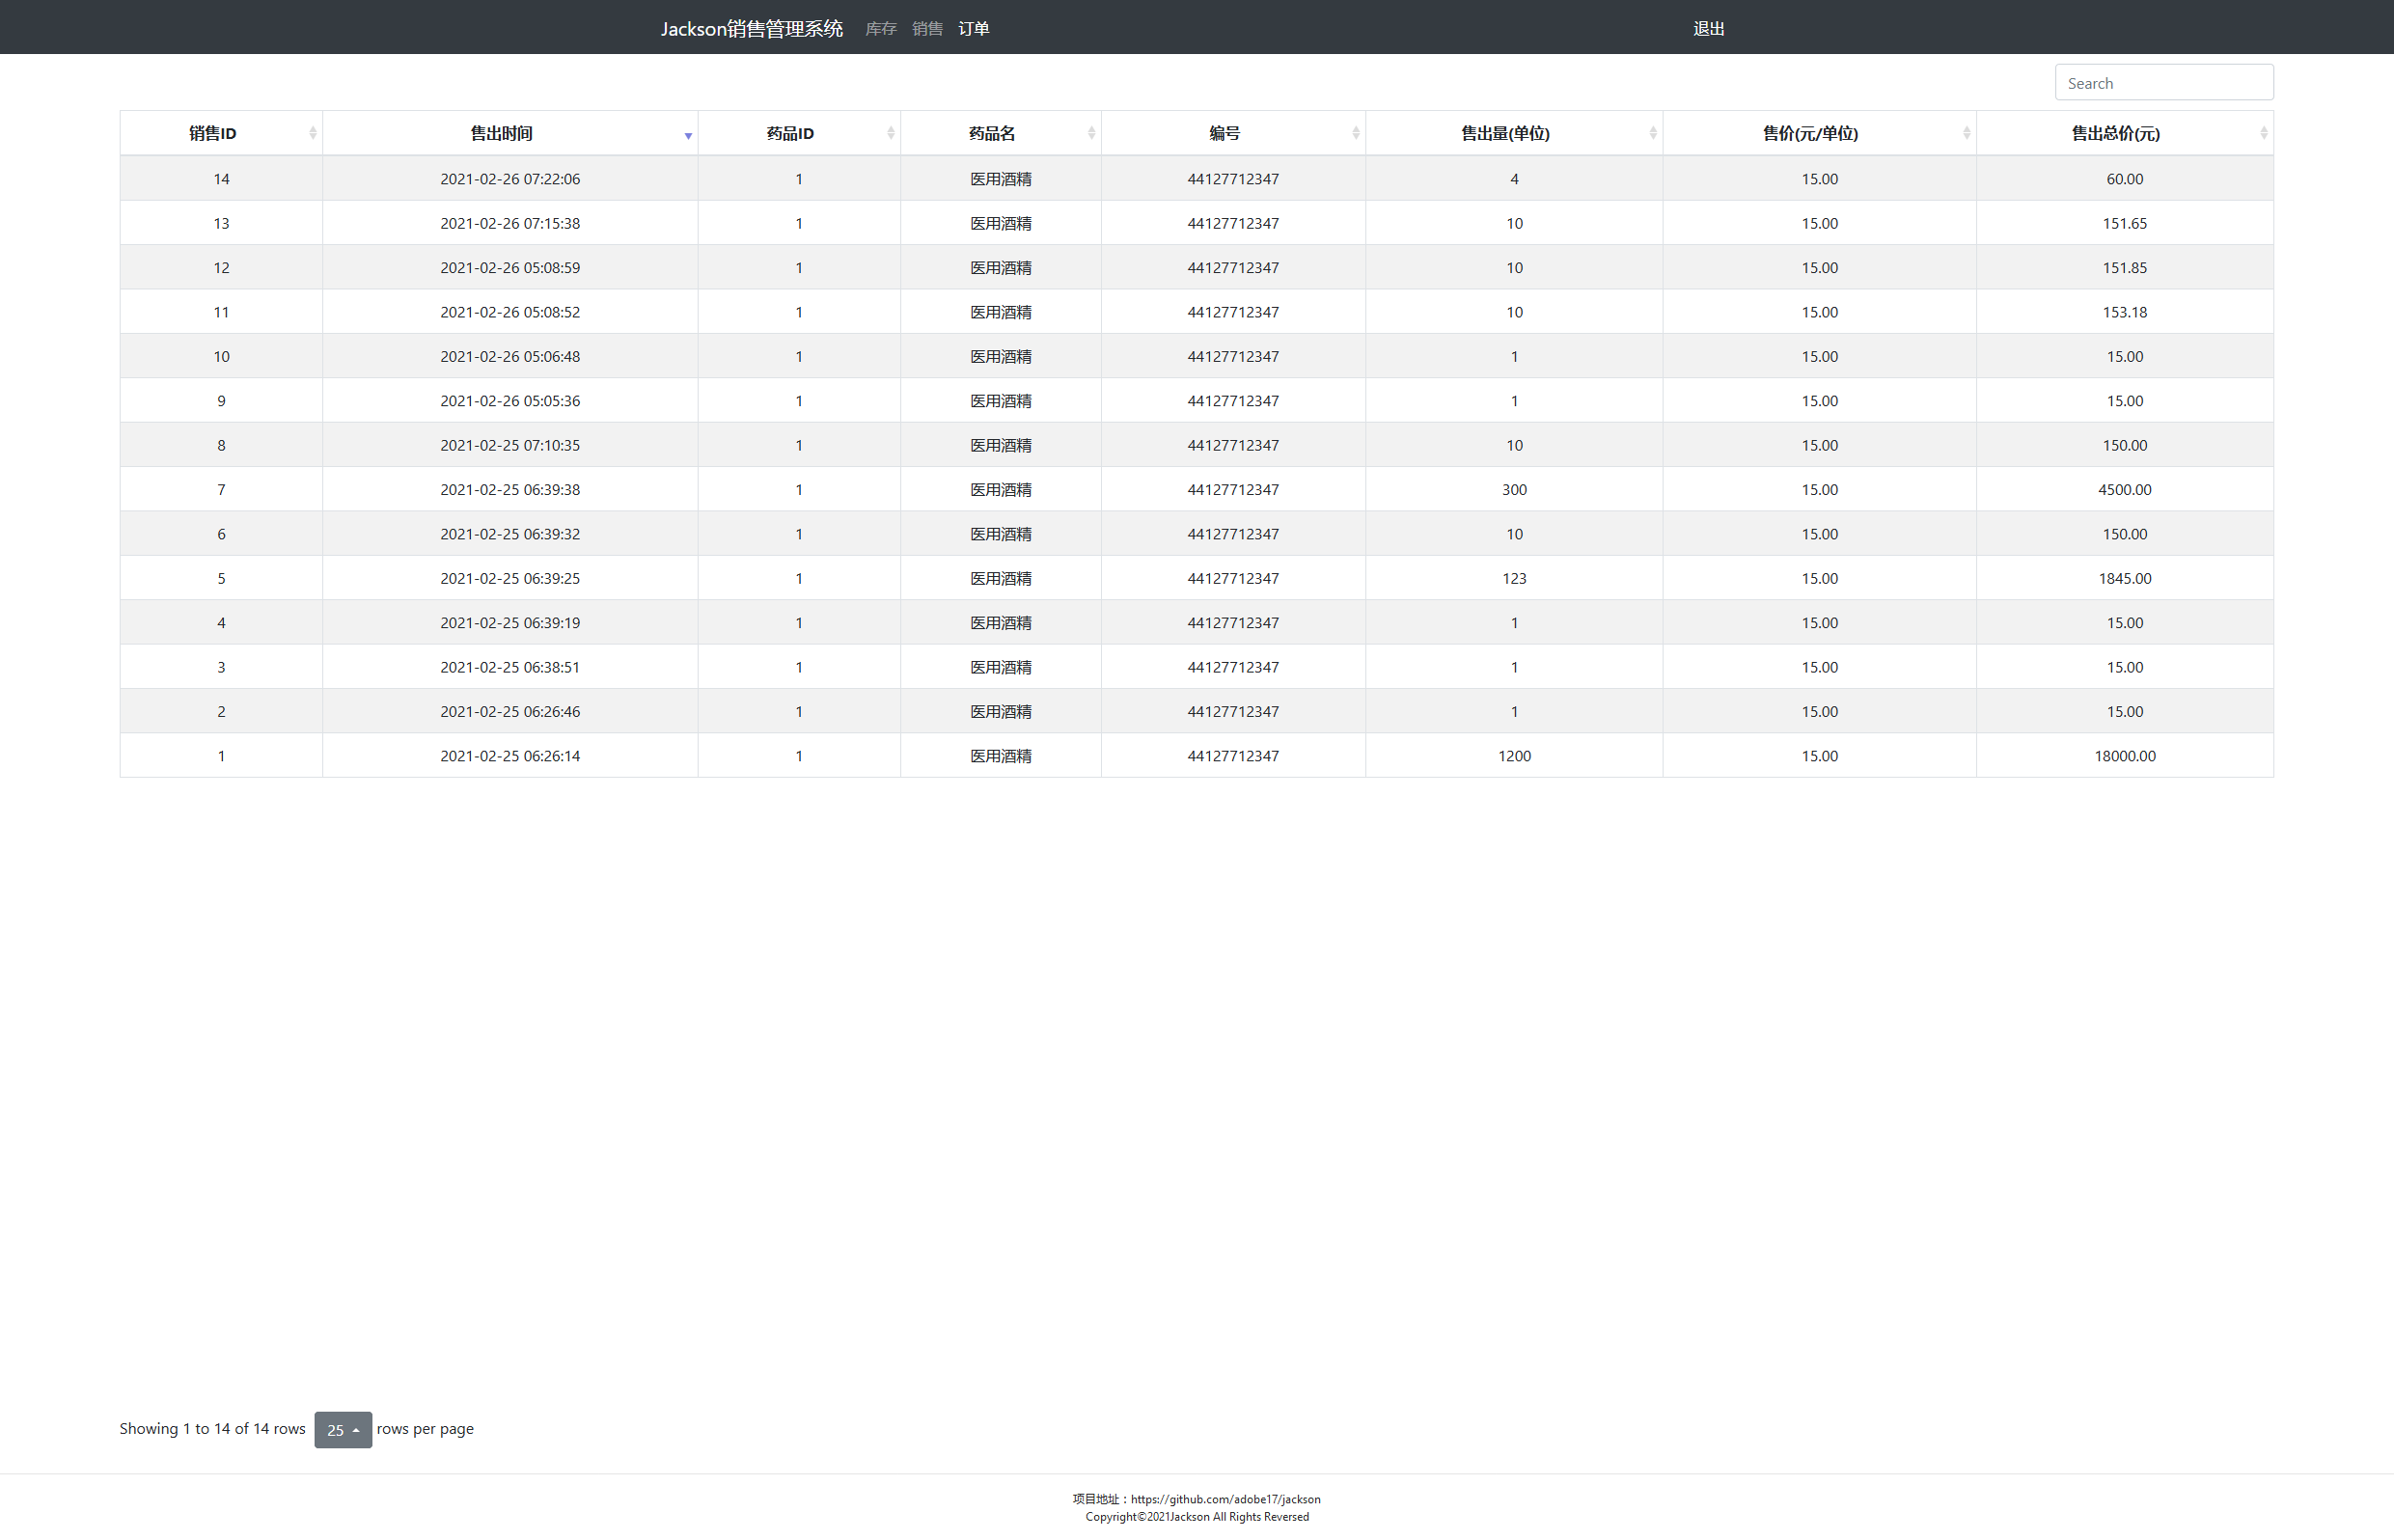 Jackson销售管理系统 库存 销售 订单 退出
Search
销售ID 售出时间 药品ID 药品名 编号 售出量(单位) 售价(元/单位) 售出总价(元)
14 2021-02-26 07:22:06 1 医用酒精 44127712347 4 15.00 60.00
13 2021-02-26 07:15:38 1 医用酒精 44127712347 10 15.00 151.65
12 2021-02-26 05:08:59 1 医用酒精 44127712347 10 15.00 151.85
11 2021-02-26 05:08:52 1 医用酒精 44127712347 10 15.00 153.18
10 2021-02-26 05:06:48 1 医用酒精 44127712347 1 15.00 15.00
9 2021-02-26 05:05:36 1 医用酒精 44127712347 1 15.00 15.00
8 2021-02-25 07:10:35 1 医用酒精 44127712347 10 15.00 150.00
7 2021-02-25 06:39:38 1 医用酒精 44127712347 300 15.00 4500.00
6 2021-02-25 06:39:32 1 医用酒精 44127712347 10 15.00 150.00
5 2021-02-25 06:39:25 1 医用酒精 44127712347 123 15.00 1845.00
4 2021-02-25 06:39:19 1 医用酒精 44127712347 1 15.00 15.00
3 2021-02-25 06:38:51 1 医用酒精 44127712347 1 15.00 15.00
2 2021-02-25 06:26:46 1 医用酒精 44127712347 1 15.00 15.00
1 2021-02-25 06:26:14 1 医用酒精 44127712347 1200 15.00 18000.00
Showing 1 to 14 of 14 rows 25 rows per page
项目地址：https://github.com/adobe17/jackson
Copyright©2021Jackson All Rights Reversed